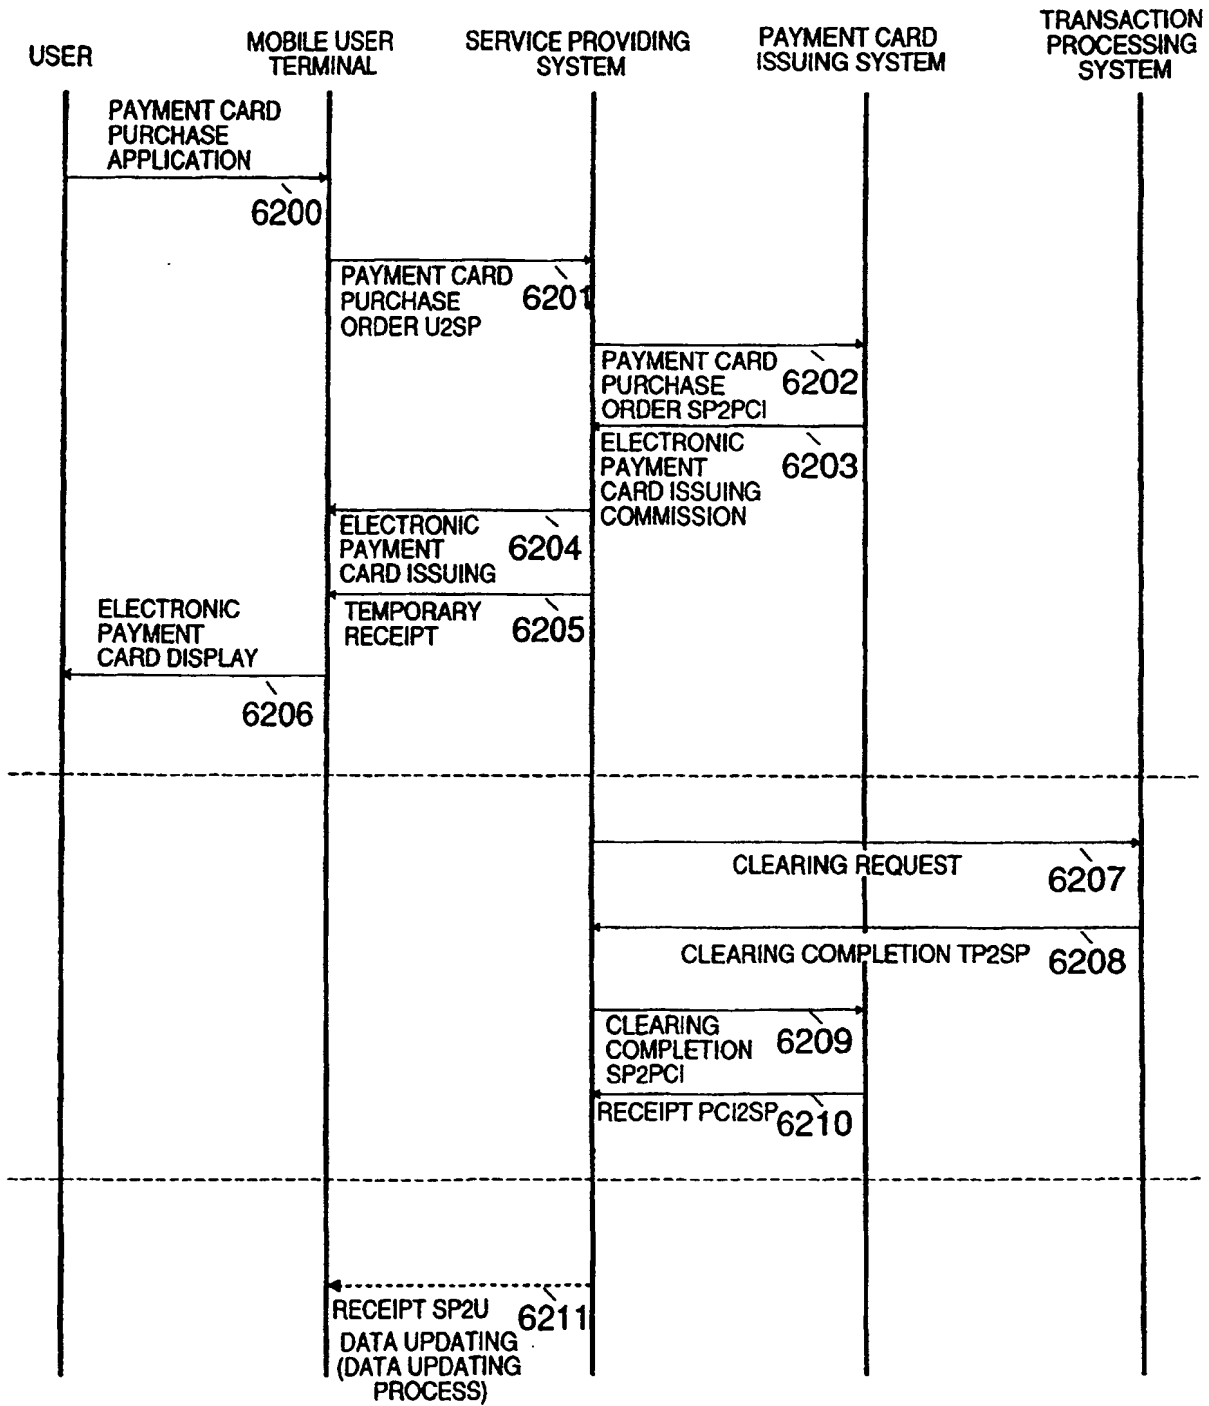 USER
MOBILE USER
TERMINAL
SERVICE PROVIDING
SYSTEM
PAYMENT CARD
ISSUING SYSTEM
TRANSACTION
PROCESSING
SYSTEM
PAYMENT CARD
PURCHASE
APPLICATION
6200
PAYMENT CARD
PURCHASE
ORDER U2SP
6201
PAYMENT CARD
PURCHASE
ORDER SP2PCI
6202
ELECTRONIC
PAYMENT
CARD ISSUING
COMMISSION
6203
ELECTRONIC
PAYMENT
CARD ISSUING
6204
TEMPORARY
RECEIPT
6205
ELECTRONIC
PAYMENT
CARD DISPLAY
6206
CLEARING REQUEST
6207
CLEARING COMPLETION TP2SP
6208
CLEARING
COMPLETION
SP2PCI
6209
RECEIPT PCI2SP
6210
RECEIPT SP2U
6211
DATA UPDATING
(DATA UPDATING
PROCESS)